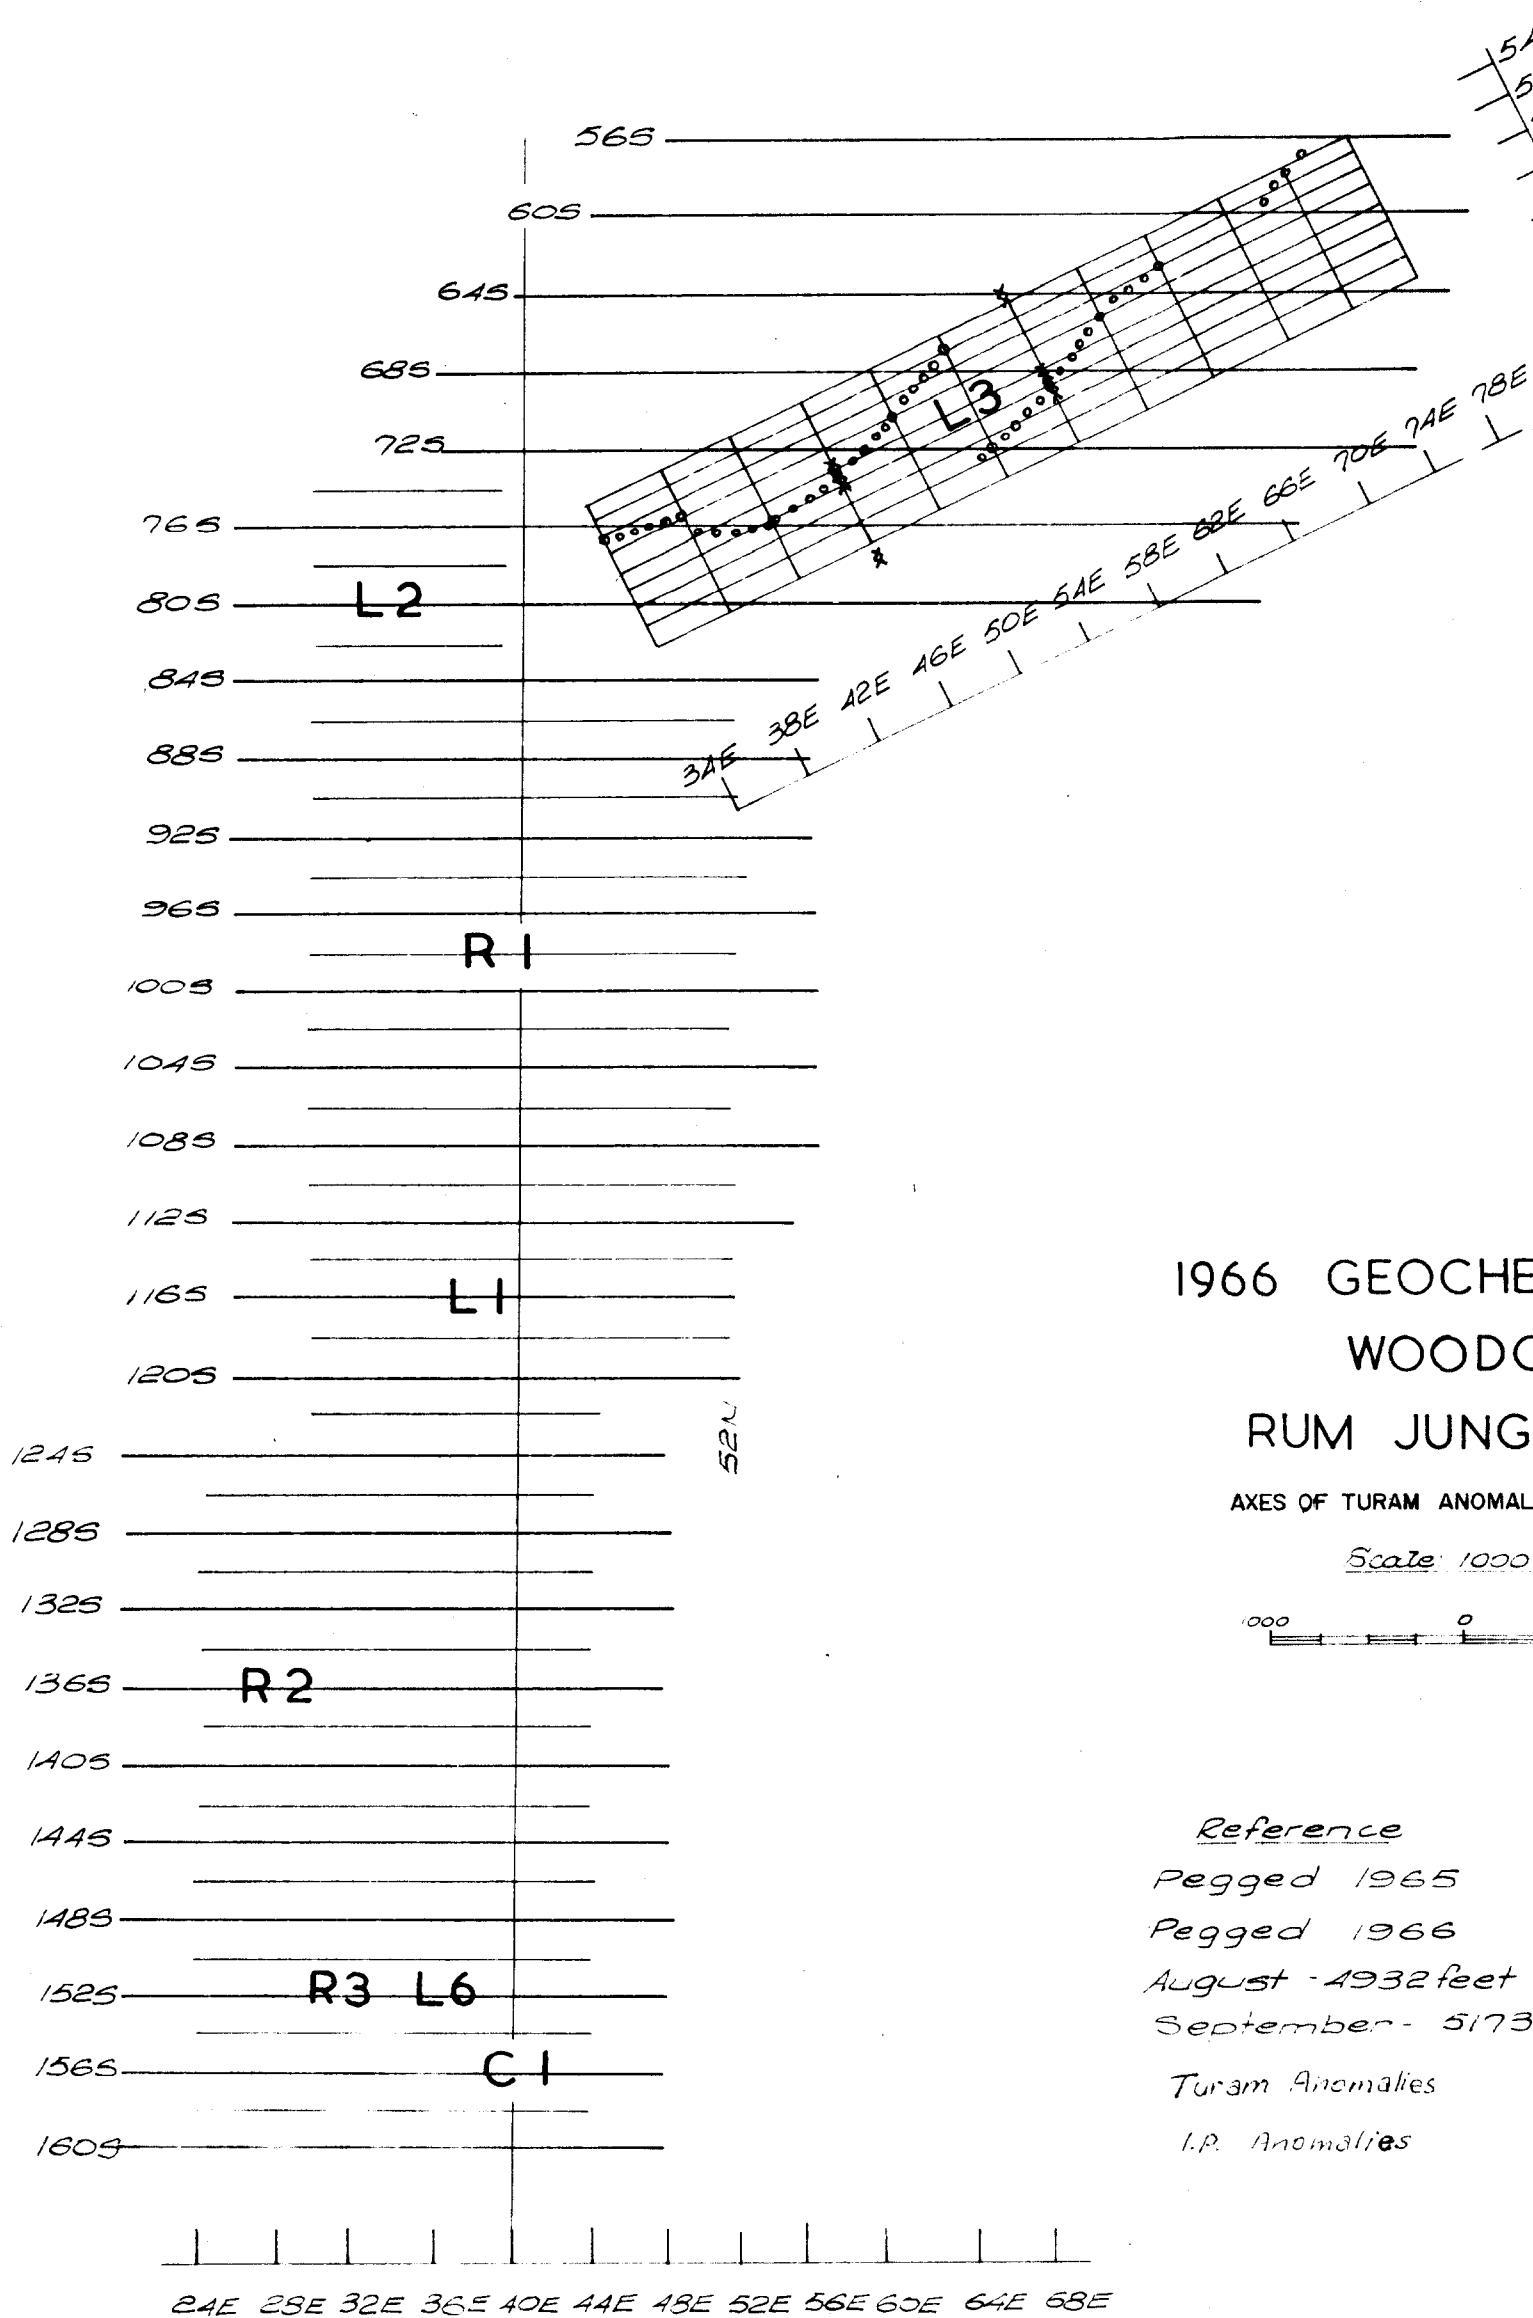 5
56S
60S
64S
68S
72S
L3
76S
80S
L2
84S
88S
92S
96S
R1
100S
104S
108S
112S
116S
L1
120S
124S
128S
132S
136S
R2
140S
144S
148S
152S
R3 L6
156S
C1
160S
34E 38E 42E 46E 50E 54E 58E 62E 66E 70E 74E 78E
52N
24E 28E 32E 36E 40E 44E 48E 52E 56E 60E 64E 68E
1966 GEOCHE
WOODC
RUM JUNG
AXES OF TURAM ANOMAL
Scale: 1000
1000 0
Reference
Pegged 1965
Pegged 1966
August - 4932 feet
September - 5173
Turam Anomalies
I.P. Anomalies